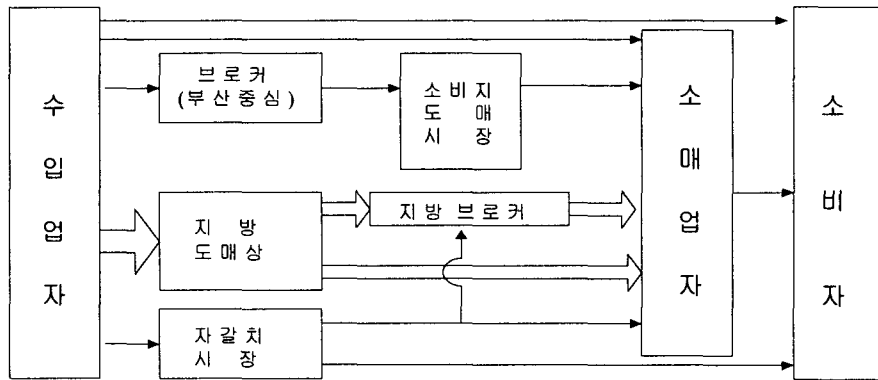 수입업자
브로커
(부산중심)
소비지
도매
시장
지방
도매상
지방 브로커
자갈치
시장
소매업자
소비자